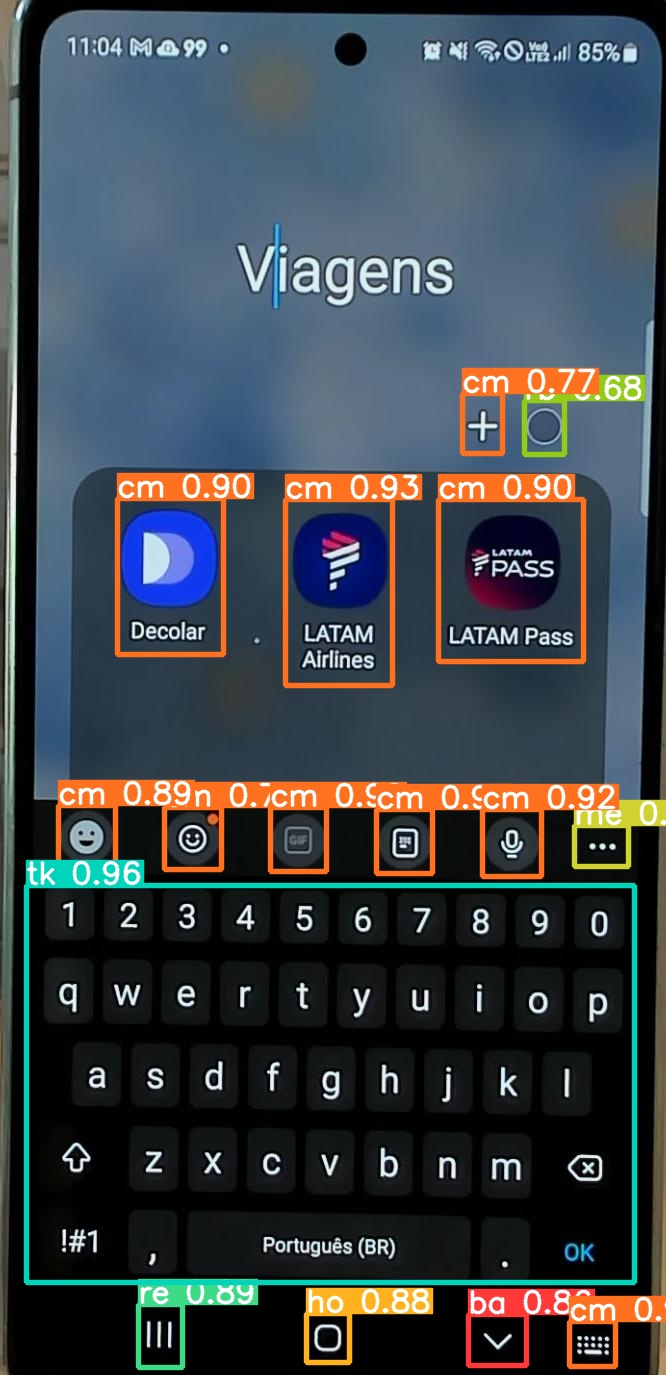 11:04 99 • Vo) LTE2 85%
Viagens
cm 0.77 .68
cm 0.90 cm 0.93 cm 0.90
LATAM
PASS
Decolar LATAM Airlines LATAM Pass
cm 0.89 n 0.7 cm 0.9 cm 0.9 cm 0.92 me 0.
GIF
tk 0.96
1 2 3 4 5 6 7 8 9 0
q w e r t y u i o p
a s d f g h j k l
z x c v b n m
!#1 , Português (BR) . OK
re 0.89 ho 0.88 ba 0.8 cm 0.